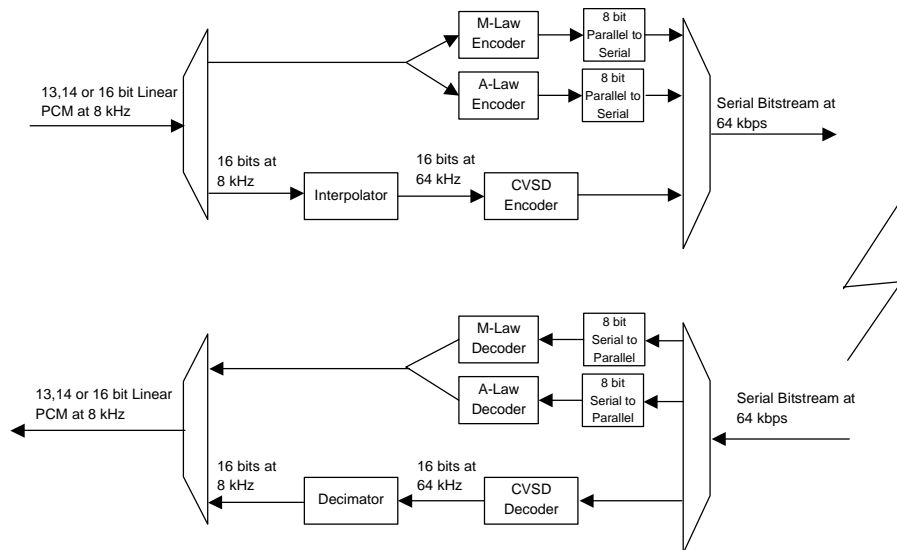 M-Law
Encoder
8 bit
Parallel to
Serial
A-Law
Encoder
8 bit
Parallel to
Serial
13,14 or 16 bit Linear
PCM at 8 kHz
Serial Bitstream at
64 kbps
16 bits at
8 kHz
Interpolator
16 bits at
64 kHz
CVSD
Encoder
M-Law
Decoder
8 bit
Serial to
Parallel
A-Law
Decoder
8 bit
Serial to
Parallel
13,14 or 16 bit Linear
PCM at 8 kHz
Serial Bitstream at
64 kbps
16 bits at
8 kHz
Decimator
16 bits at
64 kHz
CVSD
Decoder